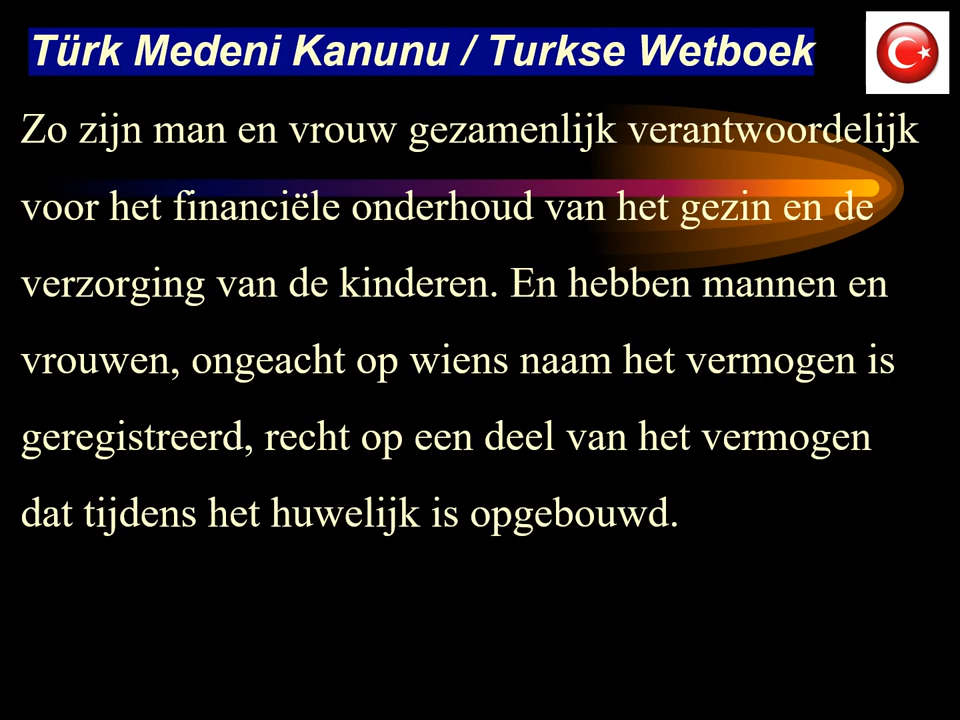 Türk Medeni Kanunu / Turkse Wetboek
Zo zijn man en vrouw gezamenlijk verantwoordelijk
voor het financiële onderhoud van het gezin en de
verzorging van de kinderen. En hebben mannen en
vrouwen, ongeacht op wiens naam het vermogen is
geregistreerd, recht op een deel van het vermogen
dat tijdens het huwelijk is opgebouwd.